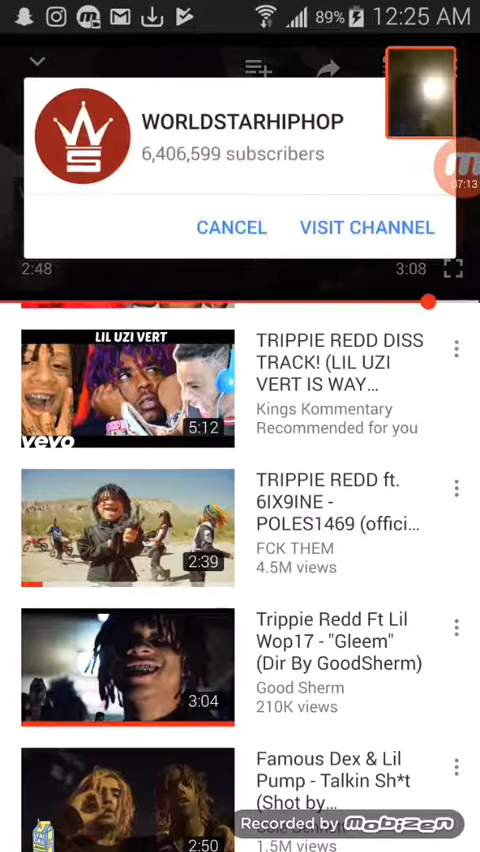 89% 12:25 AM
WORLDSTARHIPHOP
6,406,599 subscribers
07:13
CANCEL VISIT CHANNEL
2:48 3:08
LIL UZI VERT
vevo
5:12
TRIPPIE REDD DISS
TRACK! (LIL UZI
VERT IS WAY...
Kings Kommentary
Recommended for you
2:39
TRIPPIE REDD ft.
6IX9INE -
POLES1469 (offici...
FCK THEM
4.5M views
3:04
Trippie Redd Ft Lil
Wop17 - "Gleem"
(Dir By GoodSherm)
Good Sherm
210K views
2:50
Famous Dex & Lil
Pump - Talkin Sh*t
(Shot by...
1.5M views
Recorded by mobizen